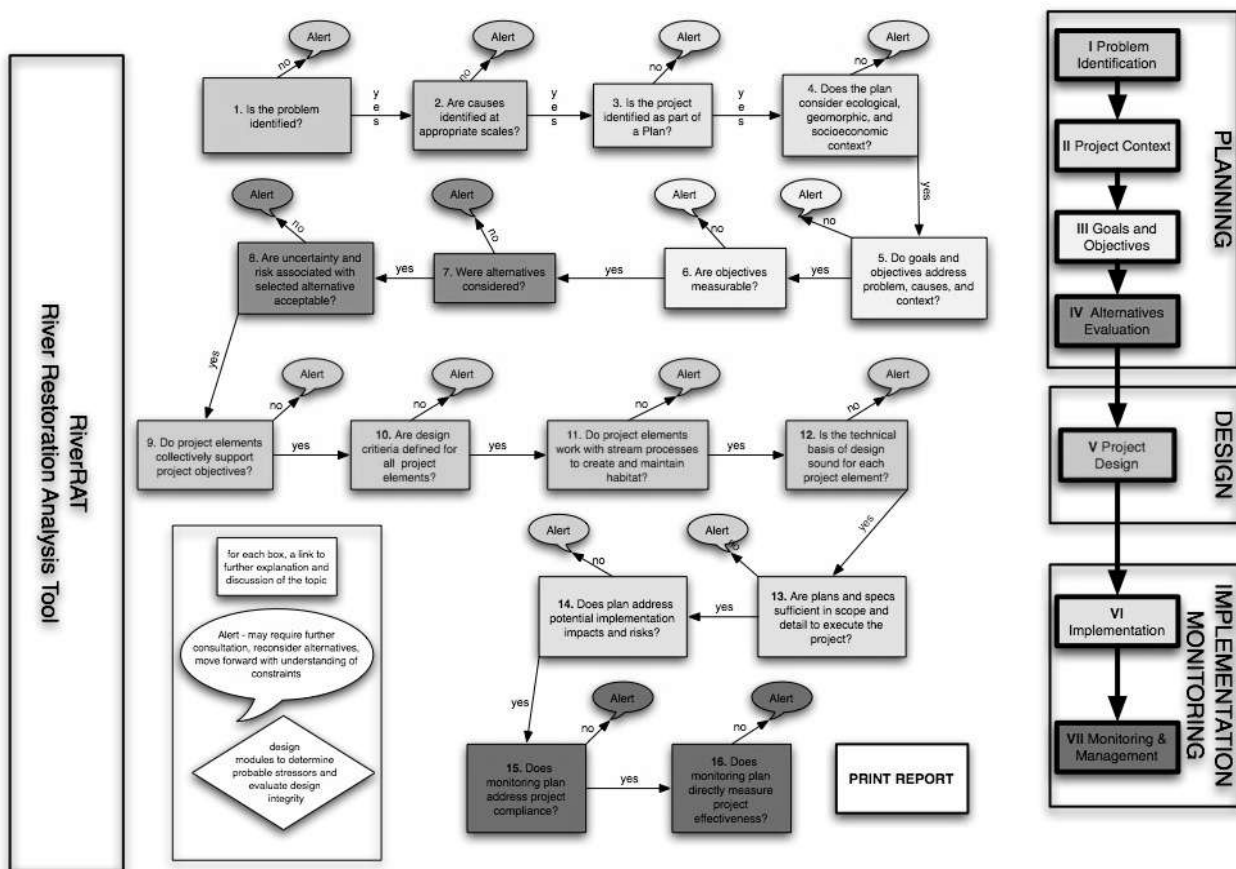 RiverRAT
River Restoration Analysis Tool
Alert
no
1. Is the problem
identified?
yes
Alert
no
2. Are causes
identified at
appropriate scales?
yes
Alert
no
3. Is the project
identified as part
of a Plan?
yes
Alert
no
4. Does the plan
consider ecological,
geomorphic, and
socioeconomic
context?
yes
Alert
no
5. Do goals and
objectives address
problem, causes, and
context?
yes
Alert
no
6. Are objectives
measurable?
yes
Alert
no
7. Were alternatives
considered?
yes
Alert
no
8. Are uncertainty and
risk associated with
selected alternative
acceptable?
yes
Alert
no
9. Do project elements
collectively support
project objectives?
yes
Alert
no
10. Are design
criteria defined for
all project
elements?
yes
Alert
no
11. Do project elements
work with stream processes
to create and maintain
habitat?
yes
Alert
no
12. Is the technical
basis of design
sound for each
project element?
yes
Alert
no
13. Are plans and specs
sufficient in scope and
detail to execute the
project?
yes
Alert
no
14. Does plan address
potential implementation
impacts and risks?
yes
Alert
no
15. Does
monitoring plan
address project
compliance?
yes
Alert
no
16. Does
monitoring plan
directly measure
project
effectiveness?
for each box, a link to
further explanation and
discussion of the topic
Alert - may require further
consultation, reconsider alternatives,
move forward with understanding of
constraints
design
modules to determine
probable stressors and
evaluate design
integrity
PRINT REPORT
PLANNING
I Problem
Identification
II Project Context
III Goals and
Objectives
IV Alternatives
Evaluation
DESIGN
V Project
Design
IMPLEMENTATION
MONITORING
VI
Implementation
VII Monitoring &
Management